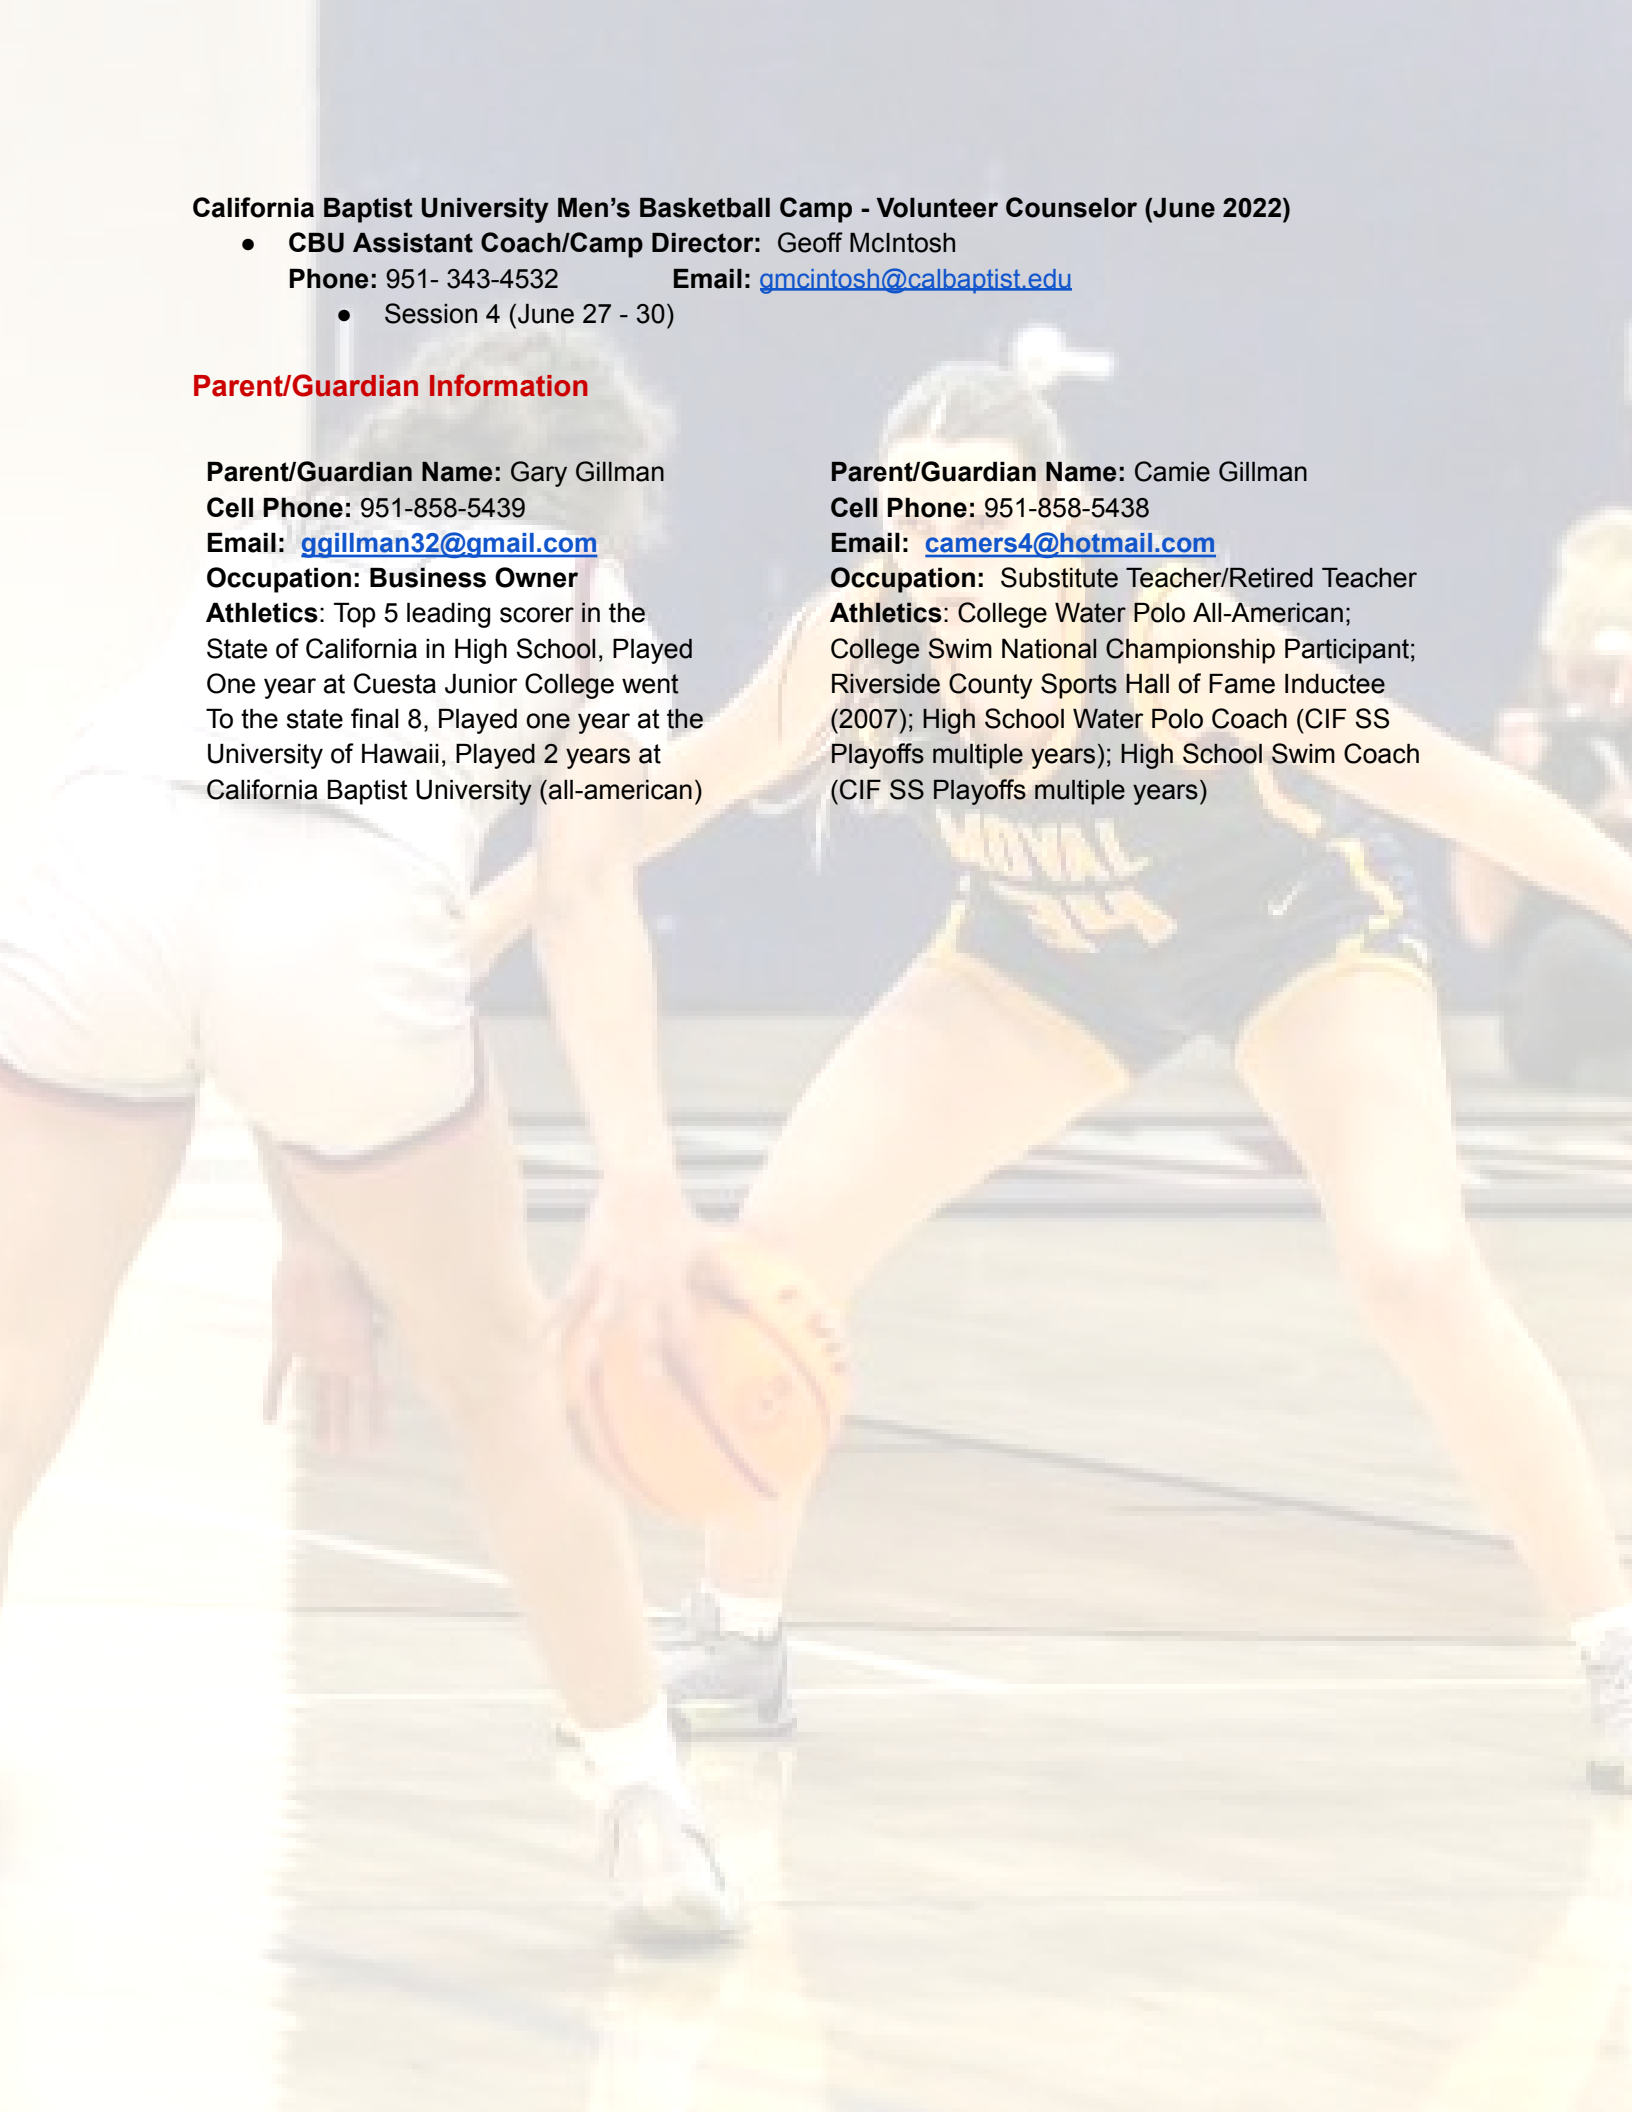 California Baptist University Men’s Basketball Camp - Volunteer Counselor (June 2022)
● CBU Assistant Coach/Camp Director: Geoff McIntosh
Phone: 951- 343-4532 Email: gmcintosh@calbaptist.edu
● Session 4 (June 27 - 30)
Parent/Guardian Information
Parent/Guardian Name: Gary Gillman
Cell Phone: 951-858-5439
Email: ggillman32@gmail.com
Occupation: Business Owner
Athletics: Top 5 leading scorer in the
State of California in High School, Played
One year at Cuesta Junior College went
To the state final 8, Played one year at the
University of Hawaii, Played 2 years at
California Baptist University (all-american)
Parent/Guardian Name: Camie Gillman
Cell Phone: 951-858-5438
Email: camers4@hotmail.com
Occupation: Substitute Teacher/Retired Teacher
Athletics: College Water Polo All-American;
College Swim National Championship Participant;
Riverside County Sports Hall of Fame Inductee
(2007); High School Water Polo Coach (CIF SS
Playoffs multiple years); High School Swim Coach
(CIF SS Playoffs multiple years)